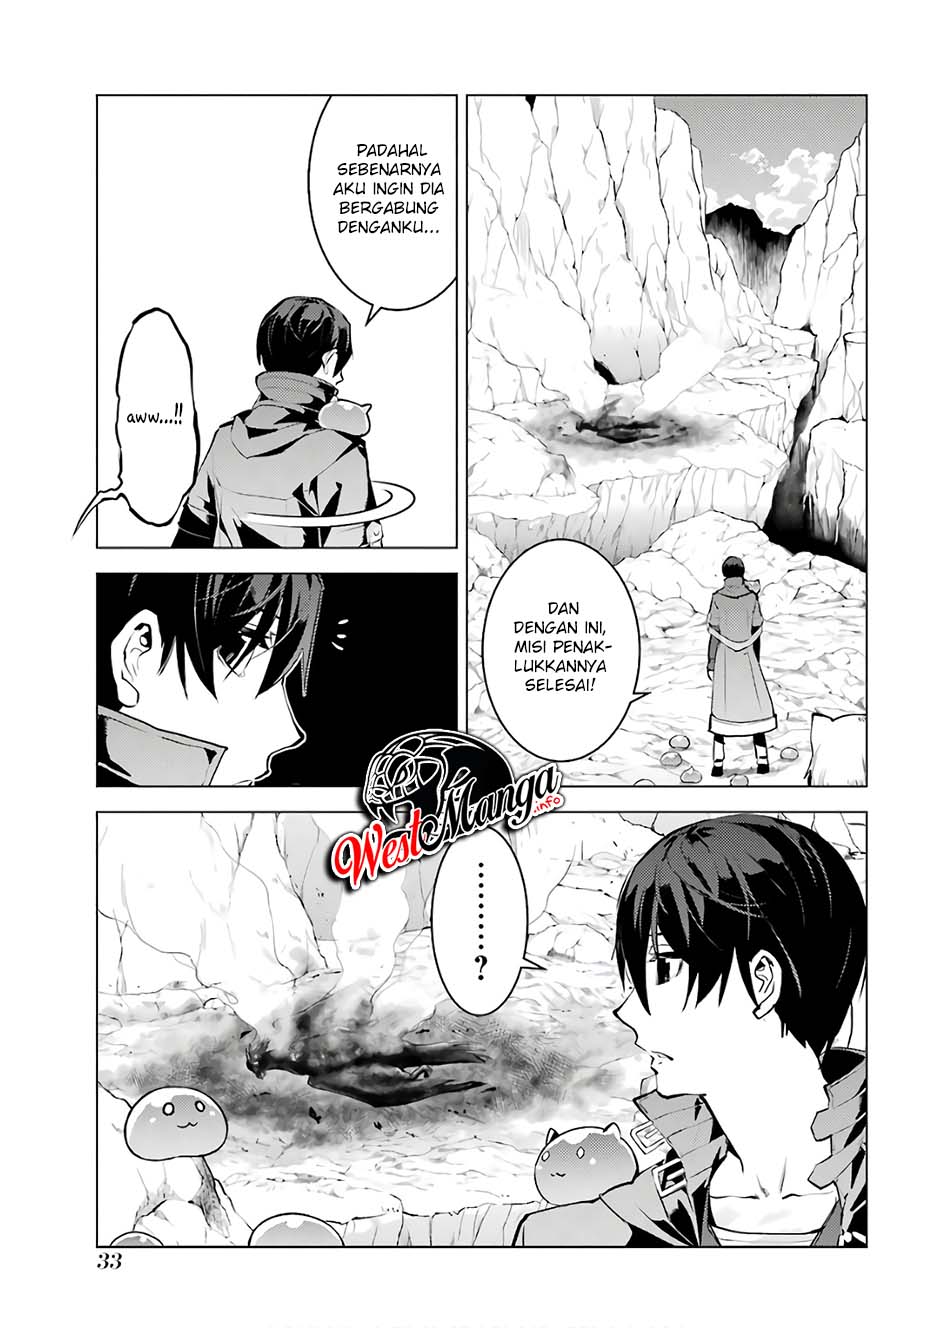 DAN
DENGAN INI,
MISI PENAK-
LUKKANNYA
SELESAI!
PADAHAL
SEBENARNYA
AKU INGIN DIA
BERGABUNG
DENGANKU...
aww...!!
WestManga
.info
.........?
33